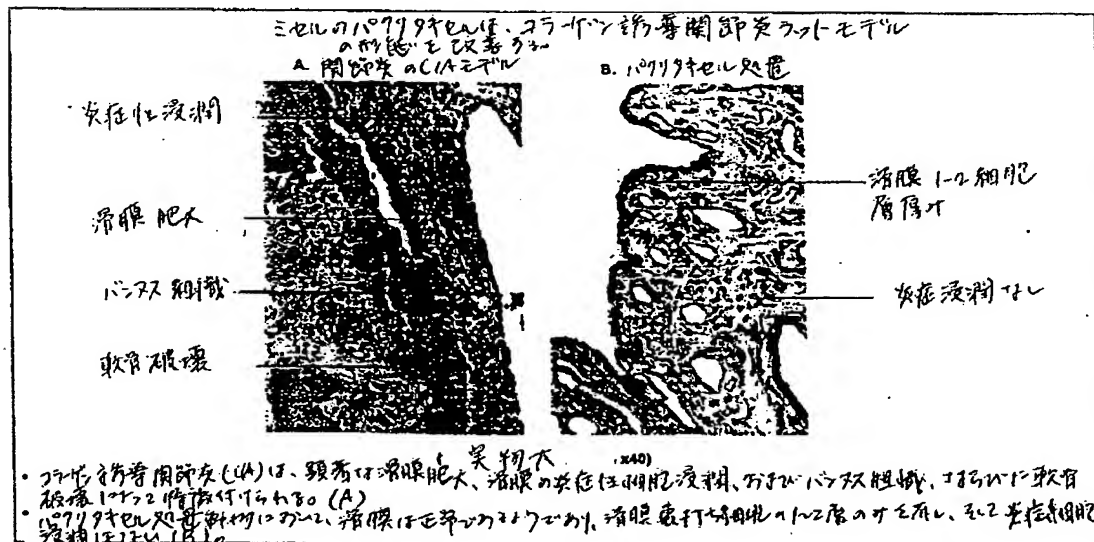 ミセルのパクリタキセルは、コラーゲン誘導関節炎ラットモデル
の形態を改善する。
A. 関節炎のCIAモデル
B. パクリタキセル処置
炎症性浸潤
滑膜肥大
パンヌス組織
軟骨破壊
滑膜1-2細胞
層厚み
炎症浸潤なし
実物大 x40)
・コラーゲン誘導関節炎(CIA)は、顕著な滑膜肥大、滑膜の炎症性細胞浸潤、およびパンヌス組織、ならびに軟骨
破壊によって特徴付けられる。(A)
・パクリタキセル処置動物において、滑膜は正常であるようであり、滑膜裏打ち細胞の1〜2層のみを有し、そして炎症細胞
浸潤はない(B)。